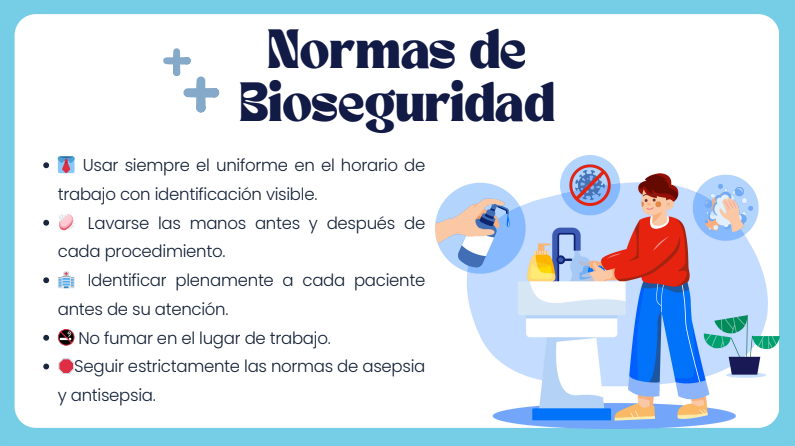 Normas de
Bioseguridad
• 👔 Usar siempre el uniforme en el horario de
trabajo con identificación visible.
• 🧼 Lavarse las manos antes y después de
cada procedimiento.
• 🏥 Identificar plenamente a cada paciente
antes de su atención.
• 🚭 No fumar en el lugar de trabajo.
• 🛑Seguir estrictamente las normas de asepsia
y antisepsia.